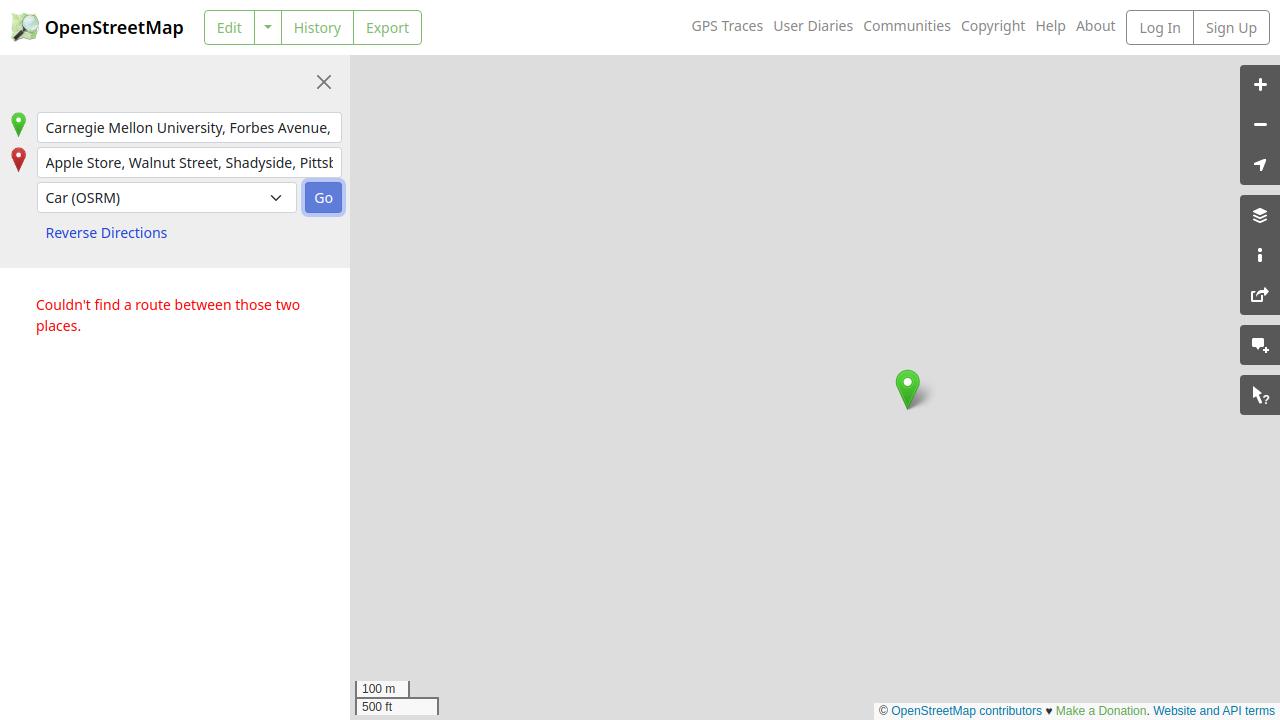 OpenStreetMap
Edit
History
Export
GPS Traces
User Diaries
Communities
Copyright
Help
About
Log In
Sign Up
Carnegie Mellon University, Forbes Avenue,
Apple Store, Walnut Street, Shadyside, Pittsb
Car (OSRM)
Go
Reverse Directions
Couldn't find a route between those two
places.
100 m
500 ft
© OpenStreetMap contributors ♥ Make a Donation. Website and API terms